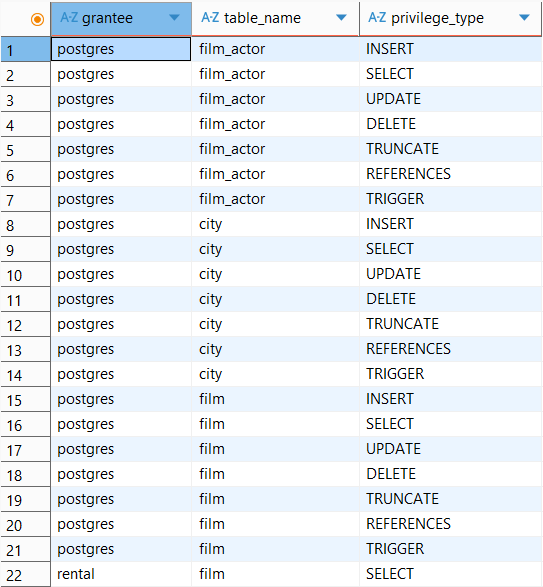 A-Z grantee A-Z table_name A-Z privilege_type
1 postgres film_actor INSERT
2 postgres film_actor SELECT
3 postgres film_actor UPDATE
4 postgres film_actor DELETE
5 postgres film_actor TRUNCATE
6 postgres film_actor REFERENCES
7 postgres film_actor TRIGGER
8 postgres city INSERT
9 postgres city SELECT
10 postgres city UPDATE
11 postgres city DELETE
12 postgres city TRUNCATE
13 postgres city REFERENCES
14 postgres city TRIGGER
15 postgres film INSERT
16 postgres film SELECT
17 postgres film UPDATE
18 postgres film DELETE
19 postgres film TRUNCATE
20 postgres film REFERENCES
21 postgres film TRIGGER
22 rental film SELECT